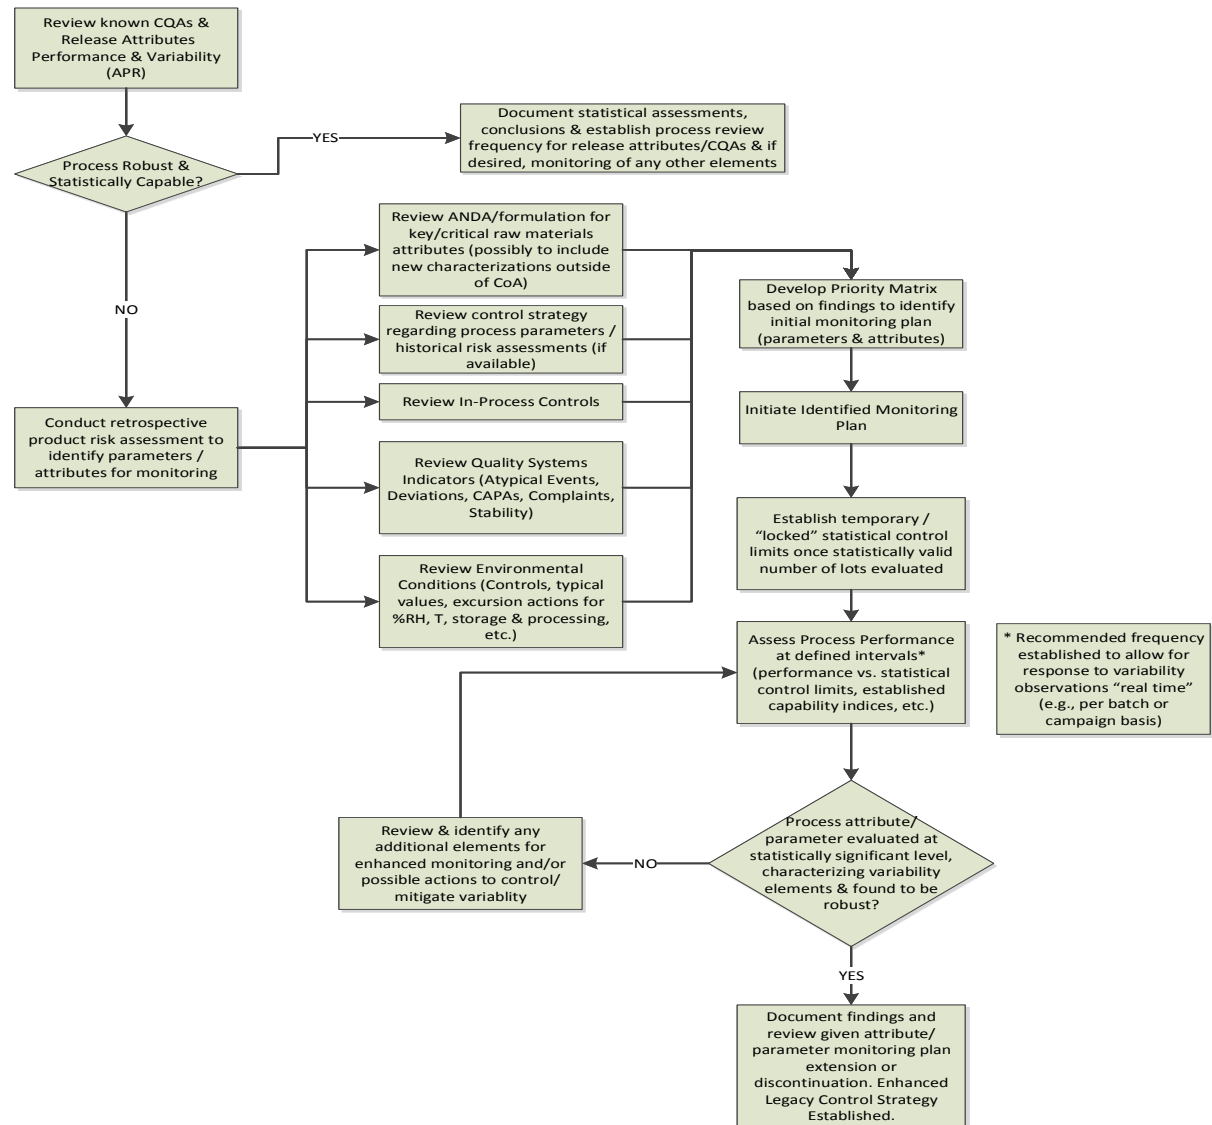 Review known CQAs &
Release Attributes
Performance & Variability
(APR)
Process Robust &
Statistically Capable?
YES
Document statistical assessments,
conclusions & establish process review
frequency for release attributes/CQAs & if
desired, monitoring of any other elements
NO
Conduct retrospective
product risk assessment to
identify parameters /
attributes for monitoring
Review ANDA/formulation for
key/critical raw materials
attributes (possibly to include
new characterizations outside
of CoA)
Review control strategy
regarding process parameters /
historical risk assessments (if
available)
Review In-Process Controls
Review Quality Systems
Indicators (Atypical Events,
Deviations, CAPAs, Complaints,
Stability)
Review Environmental
Conditions (Controls, typical
values, excursion actions for
%RH, T, storage & processing,
etc.)
Develop Priority Matrix
based on findings to identify
initial monitoring plan
(parameters & attributes)
Initiate Identified Monitoring
Plan
Establish temporary /
“locked” statistical control
limits once statistically valid
number of lots evaluated
Assess Process Performance
at defined intervals*
(performance vs. statistical
control limits, established
capability indices, etc.)
* Recommended frequency
established to allow for
response to variability
observations “real time”
(e.g., per batch or
campaign basis)
Process attribute/
parameter evaluated at
statistically significant level,
characterizing variability
elements & found to be
robust?
NO
Review & identify any
additional elements for
enhanced monitoring and/or
possible actions to control/
mitigate variablity
YES
Document findings and
review given attribute/
parameter monitoring plan
extension or
discontinuation. Enhanced
Legacy Control Strategy
Established.